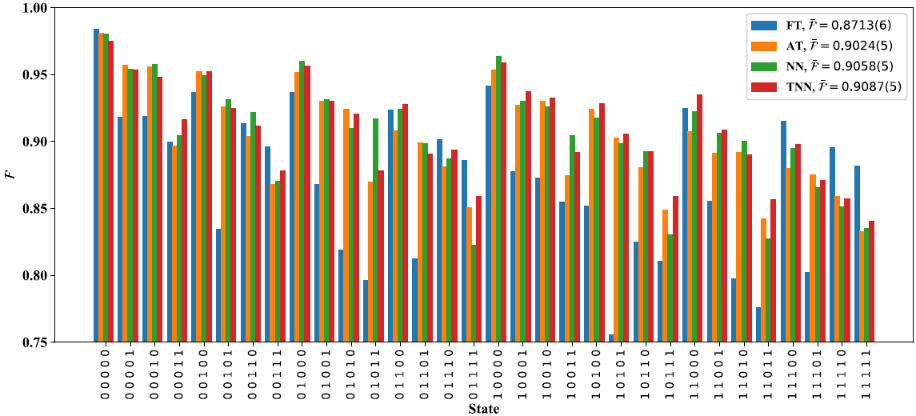 1.00
0.95
0.90
0.85
0.80
0.75
F
FT, F̄ = 0.8713(6)
AT, F̄ = 0.9024(5)
NN, F̄ = 0.9058(5)
TNN, F̄ = 0.9087(5)
0 0 0 0 0
0 0 0 0 1
0 0 0 1 0
0 0 0 1 1
0 0 1 0 0
0 0 1 0 1
0 0 1 1 0
0 0 1 1 1
0 1 0 0 0
0 1 0 0 1
0 1 0 1 0
0 1 0 1 1
0 1 1 0 0
0 1 1 0 1
0 1 1 1 0
0 1 1 1 1
1 0 0 0 0
1 0 0 0 1
1 0 0 1 0
1 0 0 1 1
1 0 1 0 0
1 0 1 0 1
1 0 1 1 0
1 0 1 1 1
1 1 0 0 0
1 1 0 0 1
1 1 0 1 0
1 1 0 1 1
1 1 1 0 0
1 1 1 0 1
1 1 1 1 0
1 1 1 1 1
State